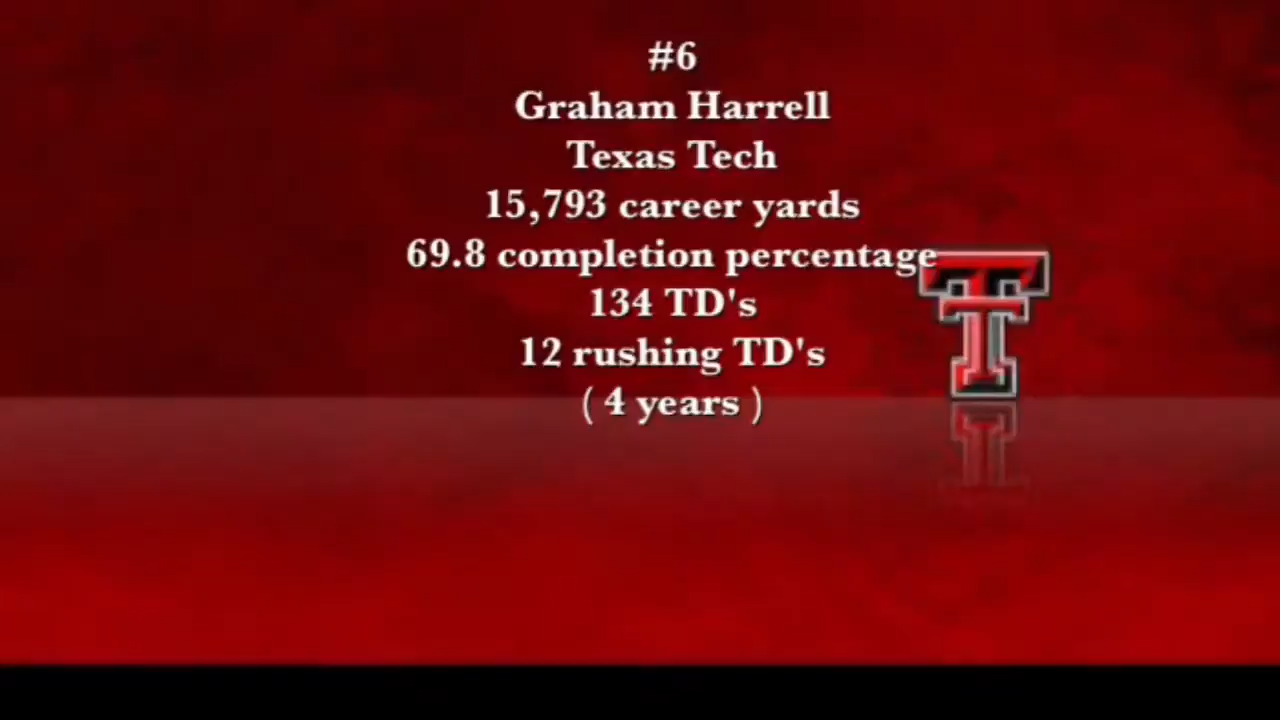 #6
Graham Harrell
Texas Tech
15,793 career yards
69.8 completion percentage
134 TD's
12 rushing TD's
( 4 years )